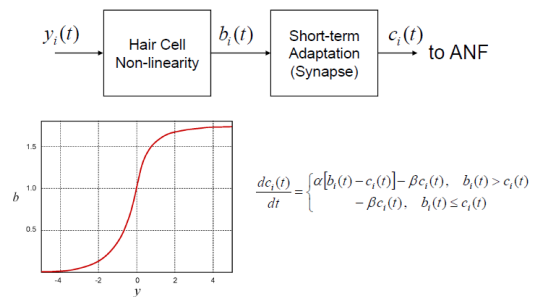 y_i(t)
Hair Cell
Non-linearity
b_i(t)
Short-term
Adaptation
(Synapse)
c_i(t)
to ANF
1.5
1.0
0.5
b
-4 -2 0 2 4
y
dc_i(t)/dt = { α[b_i(t) − c_i(t)] − βc_i(t), b_i(t) > c_i(t)
− βc_i(t), b_i(t) ≤ c_i(t)